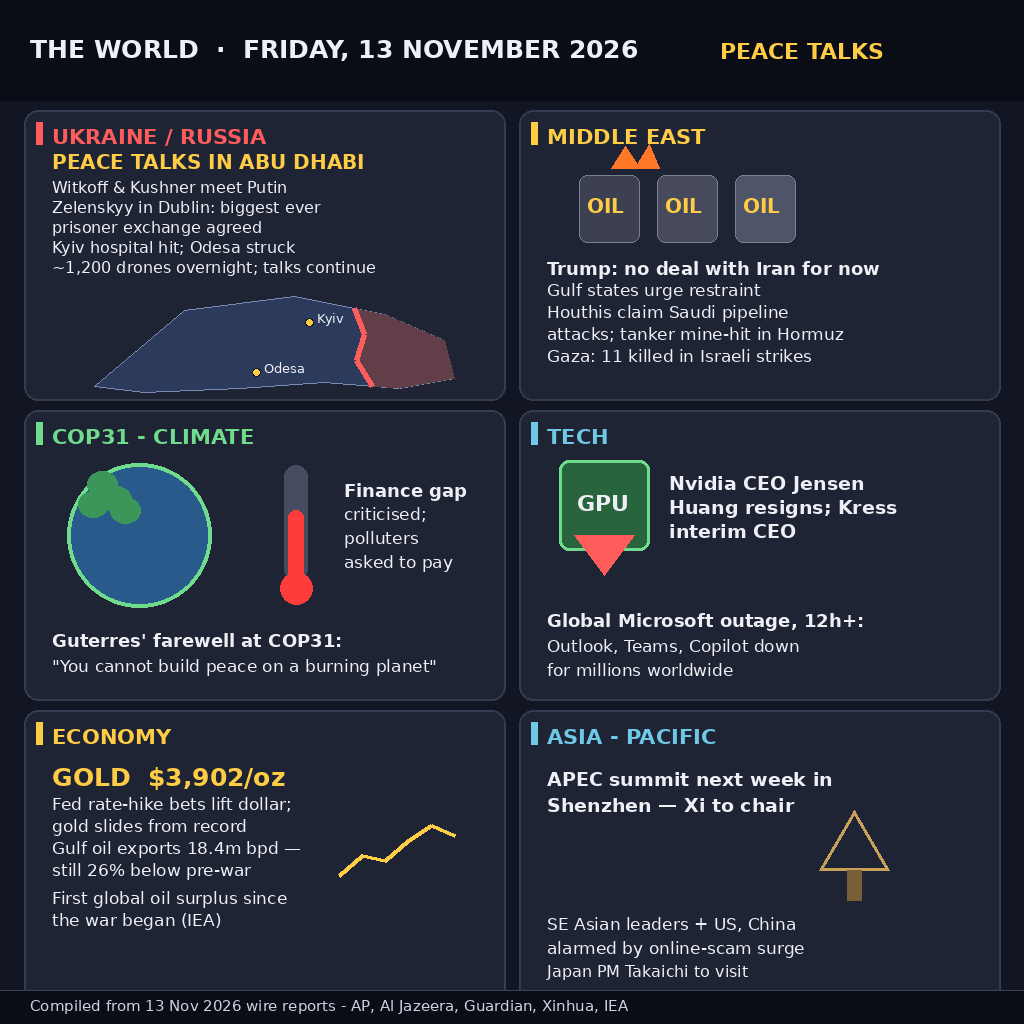 THE WORLD · FRIDAY, 13 NOVEMBER 2026
PEACE TALKS
UKRAINE / RUSSIA
PEACE TALKS IN ABU DHABI
Witkoff & Kushner meet Putin
Zelenskyy in Dublin: biggest ever
prisoner exchange agreed
Kyiv hospital hit; Odesa struck
~1,200 drones overnight; talks continue
Kyiv
Odesa
MIDDLE EAST
OIL
OIL
OIL
Trump: no deal with Iran for now
Gulf states urge restraint
Houthis claim Saudi pipeline
attacks; tanker mine-hit in Hormuz
Gaza: 11 killed in Israeli strikes
COP31 - CLIMATE
Finance gap
criticised;
polluters
asked to pay
Guterres' farewell at COP31:
"You cannot build peace on a burning planet"
TECH
GPU
Nvidia CEO Jensen
Huang resigns; Kress
interim CEO
Global Microsoft outage, 12h+:
Outlook, Teams, Copilot down
for millions worldwide
ECONOMY
GOLD $3,902/oz
Fed rate-hike bets lift dollar;
gold slides from record
Gulf oil exports 18.4m bpd —
still 26% below pre-war
First global oil surplus since
the war began (IEA)
ASIA - PACIFIC
APEC summit next week in
Shenzhen — Xi to chair
SE Asian leaders + US, China
alarmed by online-scam surge
Japan PM Takaichi to visit
Compiled from 13 Nov 2026 wire reports - AP, Al Jazeera, Guardian, Xinhua, IEA